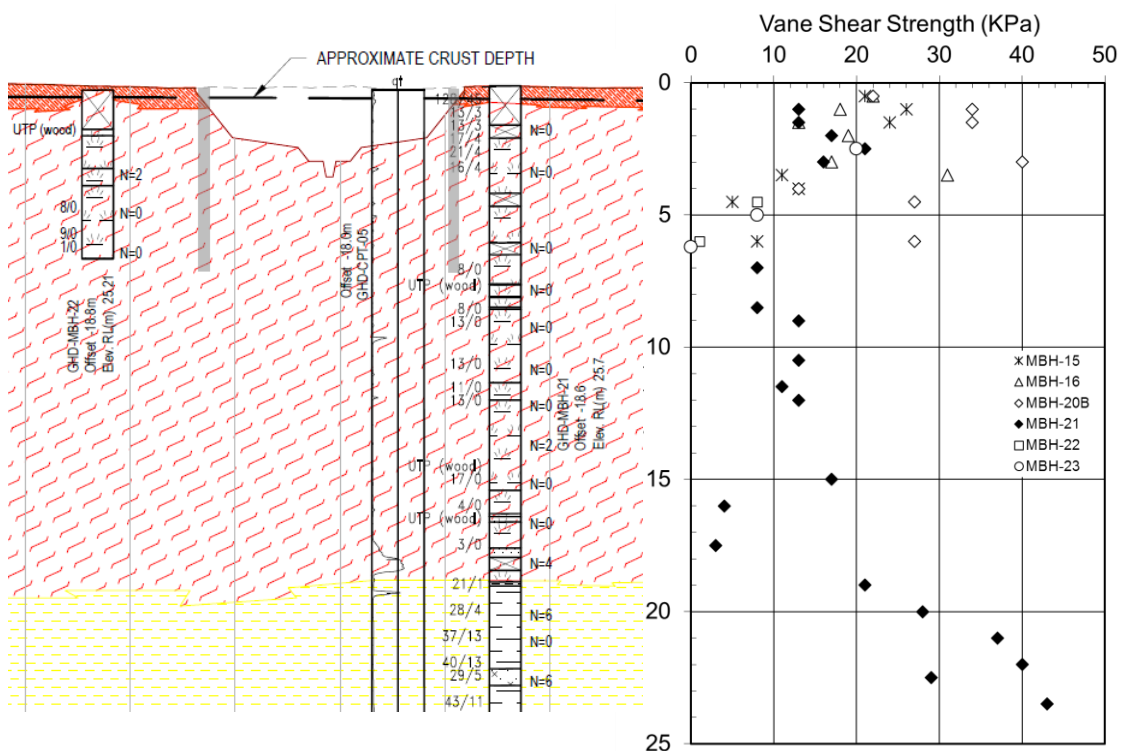 APPROXIMATE CRUST DEPTH
qt
UTP (wood)
N=2
8/0
N=0
9/0
1/0
N=0
GHD-MBH-22
Offset -18.8m
Elev. RL(m) 25.21
Offset -18.0m
GHD-CPT-05
13/3
N=0
17/3
21/4
16/4
N=0
N=0
8/0
UTP (wood)
N=0
8/0
13/0
N=0
13/0
N=0
11/0
13/0
N=0
N=2
UTP (wood)
17/0
N=0
4/0
UTP (wood)
N=0
3/0
N=4
21/1
28/4
N=6
37/13
N=0
40/13
29/5
N=6
43/11
GHD-MBH-21
Offset -18.6
Elev. RL(m) 25.7
Vane Shear Strength (KPa)
0
10
20
30
40
50
0
5
10
15
20
25
MBH-15
MBH-16
MBH-20B
MBH-21
MBH-22
MBH-23